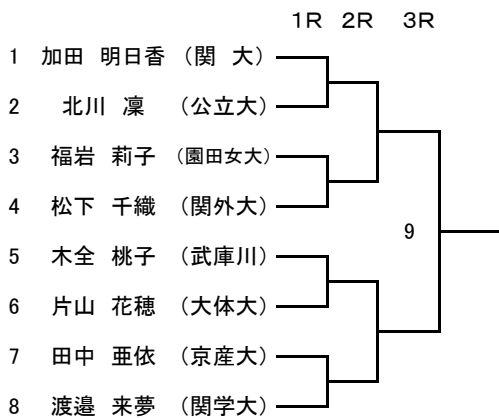 1R 2R 3R
1 加田 明日香 (関 大)
2 北川 凜 (公立大)
3 福岩 莉子 (園田女大)
4 松下 千織 (関外大)
9
5 木全 桃子 (武庫川)
6 片山 花穂 (大体大)
7 田中 亜依 (京産大)
8 渡邉 来夢 (関学大)